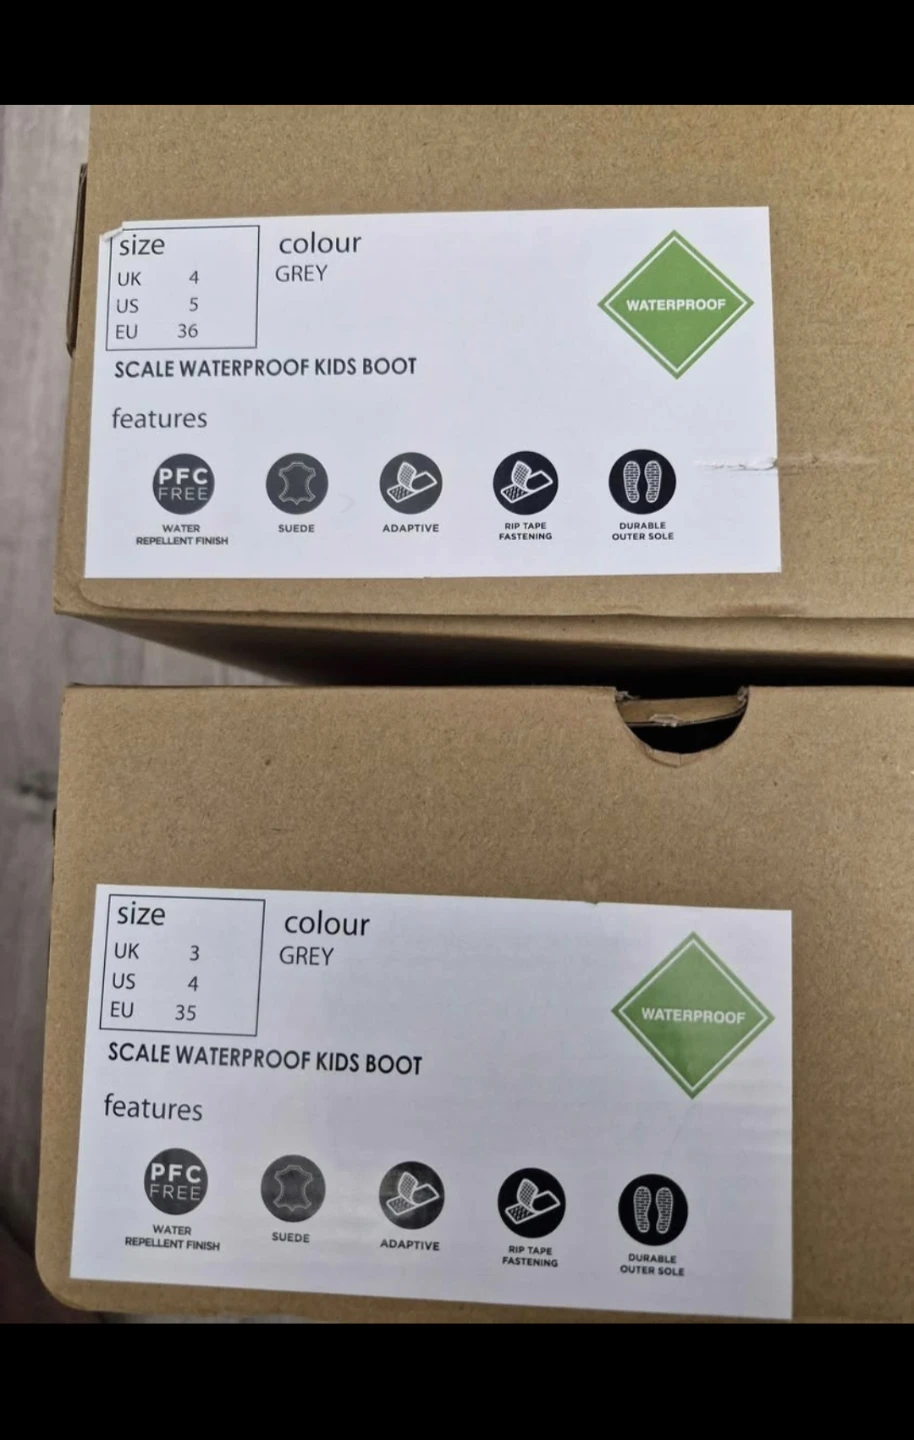 size
UK 4
US 5
EU 36
colour
GREY
WATERPROOF
SCALE WATERPROOF KIDS BOOT
features
PFC
FREE
WATER
REPELLENT FINISH
SUEDE
ADAPTIVE
RIP TAPE
FASTENING
DURABLE
OUTER SOLE
size
UK 3
US 4
EU 35
colour
GREY
WATERPROOF
SCALE WATERPROOF KIDS BOOT
features
PFC
FREE
WATER
REPELLENT FINISH
SUEDE
ADAPTIVE
RIP TAPE
FASTENING
DURABLE
OUTER SOLE